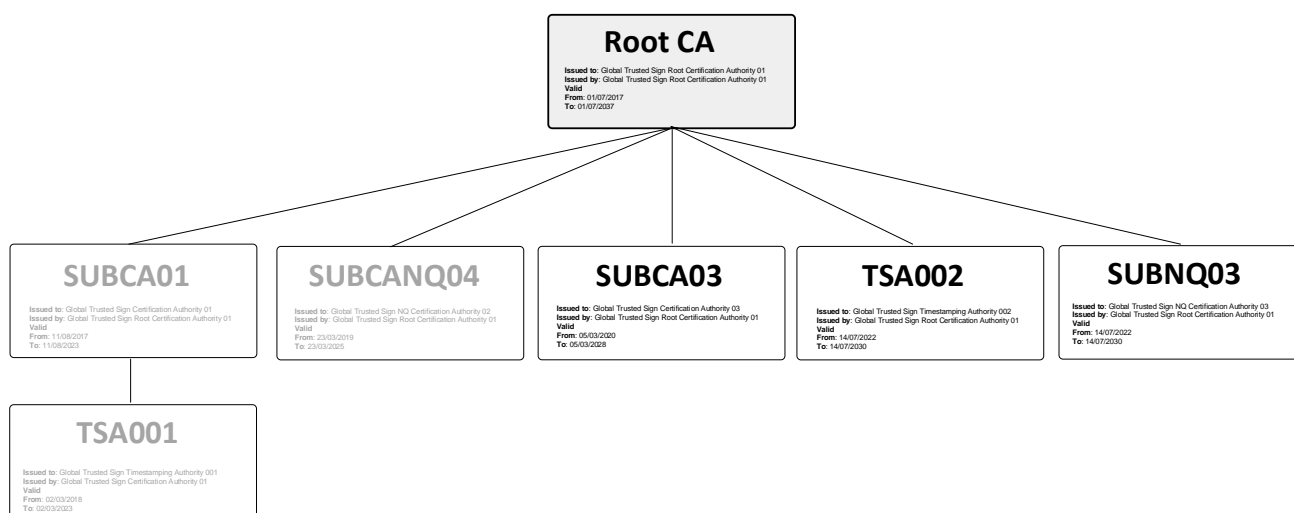 Root CA
Issued to: Global Trusted Sign Root Certification Authority 01
Issued by: Global Trusted Sign Root Certification Authority 01
Valid
From: 01/07/2017
To: 01/07/2037
SUBCA01
Issued to: Global Trusted Sign Certification Authority 01
Issued by: Global Trusted Sign Root Certification Authority 01
Valid
From: 11/08/2017
To: 11/08/2023
SUBCANQ04
Issued to: Global Trusted Sign NQ Certification Authority 02
Issued by: Global Trusted Sign Root Certification Authority 01
Valid
From: 23/03/2019
To: 23/03/2025
SUBCA03
Issued to: Global Trusted Sign Certification Authority 03
Issued by: Global Trusted Sign Root Certification Authority 01
Valid
From: 05/03/2020
To: 05/03/2028
TSA002
Issued to: Global Trusted Sign Timestamping Authority 002
Issued by: Global Trusted Sign Root Certification Authority 01
Valid
From: 14/07/2022
To: 14/07/2030
SUBNQ03
Issued to: Global Trusted Sign NQ Certification Authority 03
Issued by: Global Trusted Sign Root Certification Authority 01
Valid
From: 14/07/2022
To: 14/07/2030
TSA001
Issued to: Global Trusted Sign Timestamping Authority 001
Issued by: Global Trusted Sign Certification Authority 01
Valid
From: 02/03/2018
To: 02/03/2023